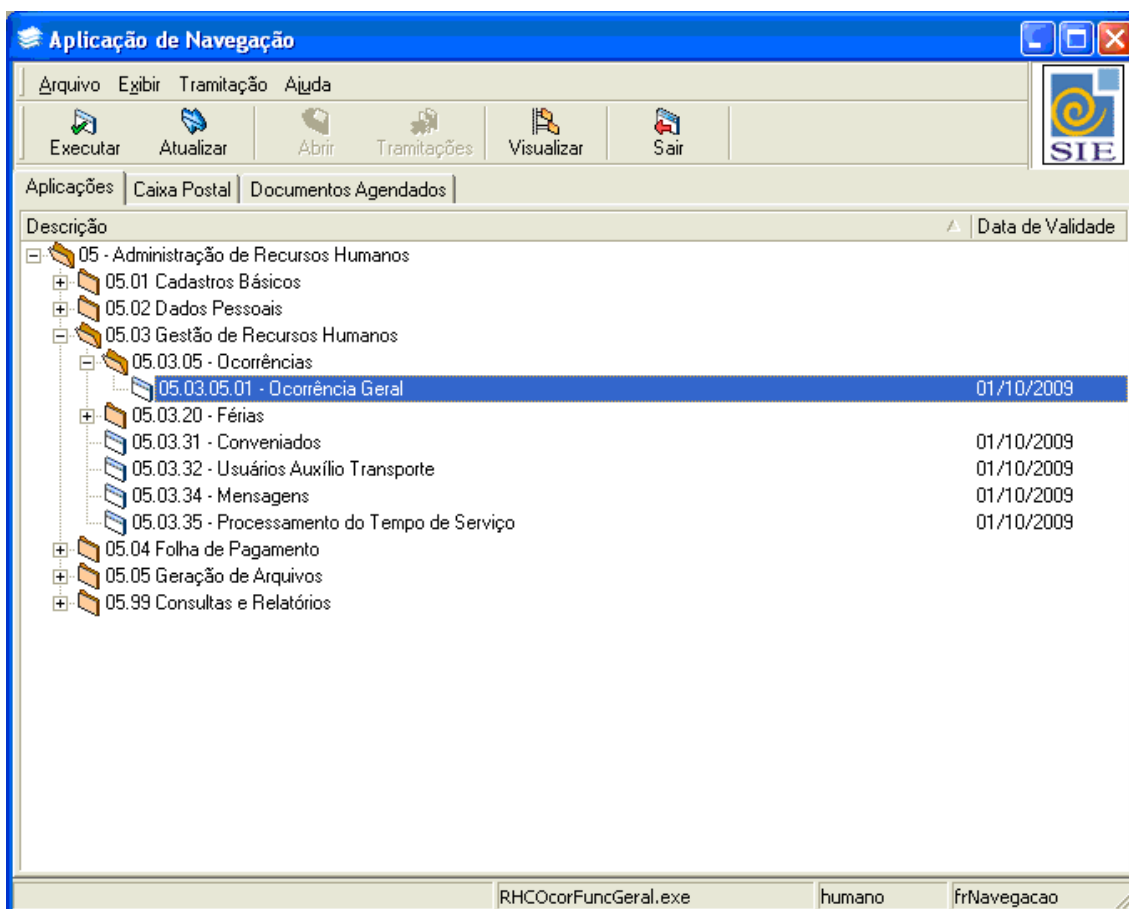 Aplicação de Navegação
Arquivo Exibir Tramitação Ajuda
Executar Atualizar Abrir Tramitações Visualizar Sair
SIE
Aplicações Caixa Postal Documentos Agendados
Descrição Data de Validade
05 - Administração de Recursos Humanos
05.01 Cadastros Básicos
05.02 Dados Pessoais
05.03 Gestão de Recursos Humanos
05.03.05 - Ocorrências
05.03.05.01 - Ocorrência Geral 01/10/2009
05.03.20 - Férias
05.03.31 - Conveniados 01/10/2009
05.03.32 - Usuários Auxílio Transporte 01/10/2009
05.03.34 - Mensagens 01/10/2009
05.03.35 - Processamento do Tempo de Serviço 01/10/2009
05.04 Folha de Pagamento
05.05 Geração de Arquivos
05.99 Consultas e Relatórios
RHCOcorFuncGeral.exe humano frNavegacao